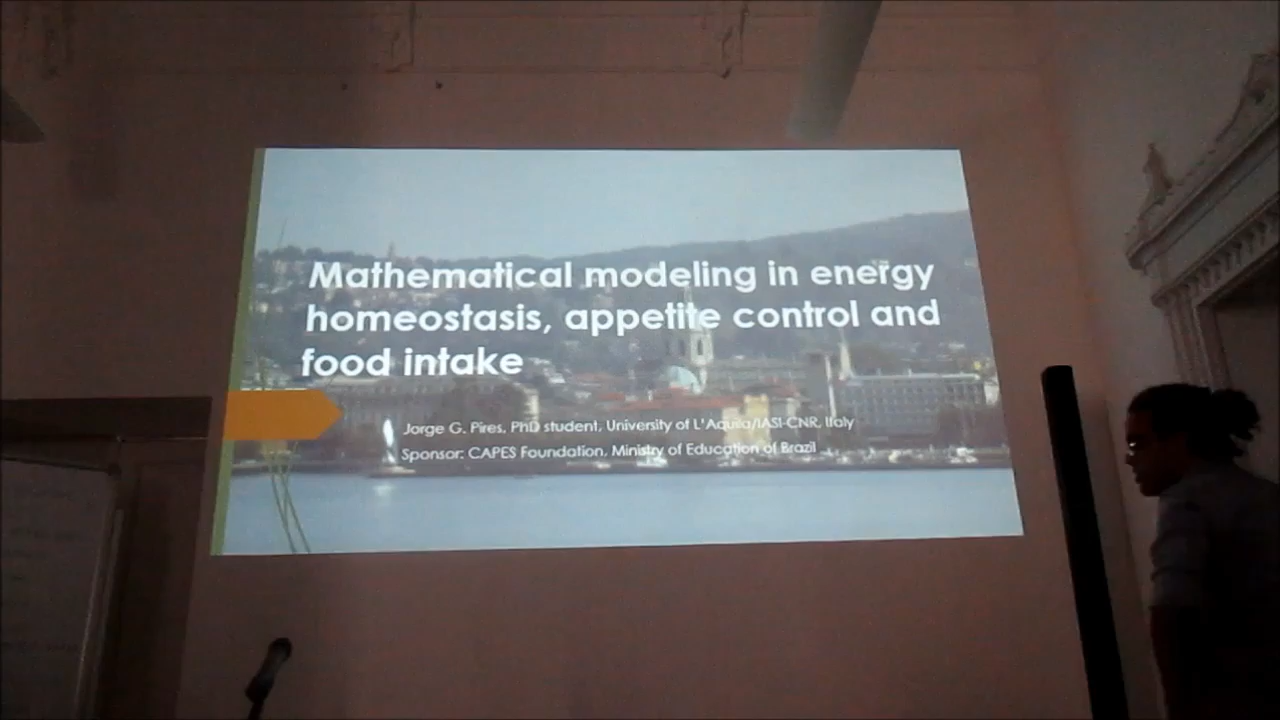 Mathematical modeling in energy
homeostasis, appetite control and
food intake
Jorge G. Pires, PhD student, University of L'Aquila/IASI-CNR, Italy
Sponsor: CAPES Foundation, Ministry of Education of Brazil